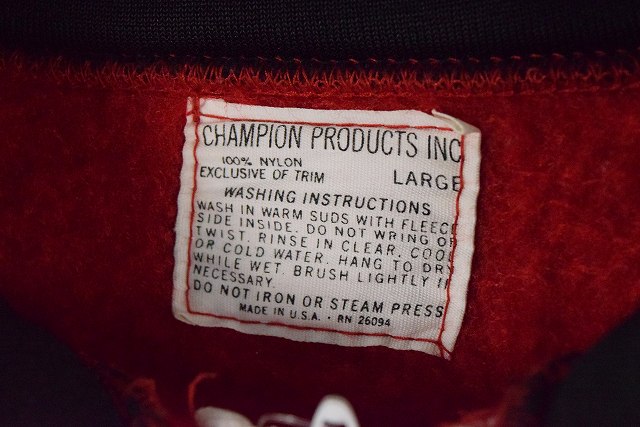 CHAMPION PRODUCTS INC
100% NYLON
EXCLUSIVE OF TRIM LARGE
WASHING INSTRUCTIONS
WASH IN WARM SUDS WITH FLEECE
SIDE INSIDE. DO NOT WRING OR
TWIST. RINSE IN CLEAR, COOL
OR COLD WATER. HANG TO DRY
WHILE WET. BRUSH LIGHTLY IF
NECESSARY.
DO NOT IRON OR STEAM PRESS
MADE IN U.S.A. · RN 26094